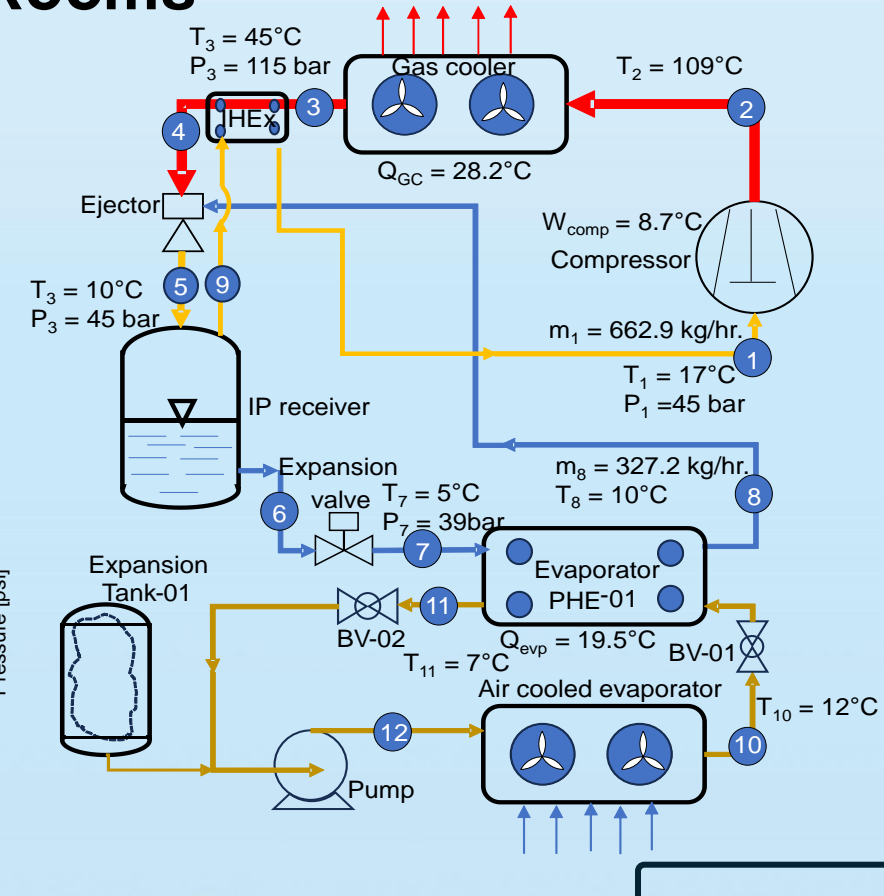 Rooms
T3 = 45°C
P3 = 115 bar
Gas cooler
T2 = 109°C
2
3
IHEx
4
QGC = 28.2°C
Ejector
Wcomp = 8.7°C
Compressor
5
9
T3 = 10°C
P3 = 45 bar
m1 = 662.9 kg/hr.
1
T1 = 17°C
P1 =45 bar
IP receiver
Expansion
valve
m8 = 327.2 kg/hr.
T8 = 10°C
8
T7 = 5°C
P7 = 39bar
6
7
Evaporator
PHE-01
Expansion
Tank-01
11
BV-02
Qevp = 19.5°C
BV-01
T11 = 7°C
Air cooled evaporator
T10 = 12°C
12
10
Pump
Pressure [psi]